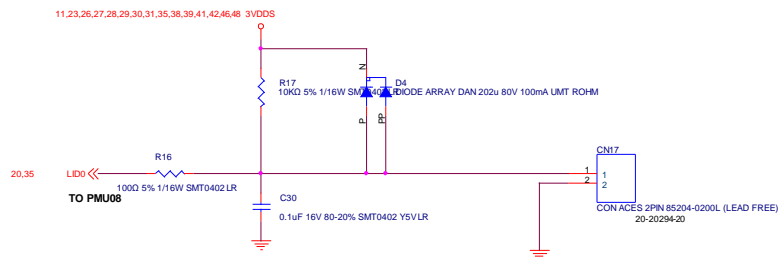 11,23,26,27,28,29,30,31,35,38,39,41,42,46,48 3VDDS
R17
10KΩ 5% 1/16W SMT0402 LR
N
D4
DIODE ARRAY DAN 202u 80V 100mA UMT ROHM
P
PP
CN17
1
2
1
2
CON ACES 2PIN 85204-0200L (LEAD FREE)
20-20294-20
20,35
LID0
R16
100Ω 5% 1/16W SMT0402 LR
TO PMU08
C30
0.1uF 16V 80-20% SMT0402 Y5V LR